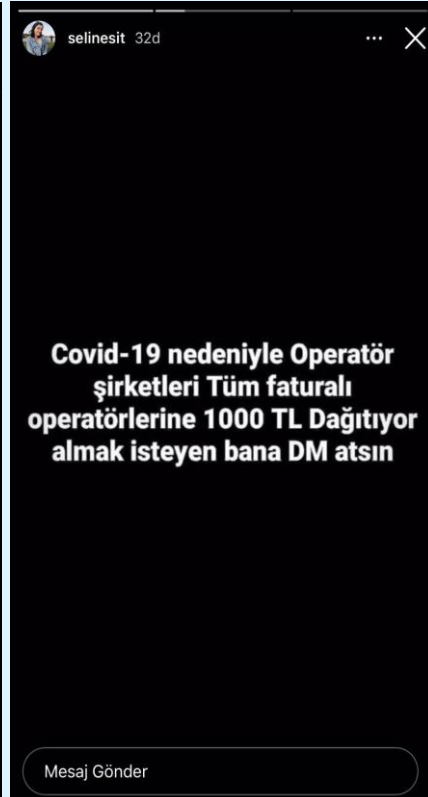 selinesit 32d
Covid-19 nedeniyle Operatör
şirketleri Tüm faturalı
operatörlerine 1000 TL Dağıtıyor
almak isteyen bana DM atsın
Mesaj Gönder